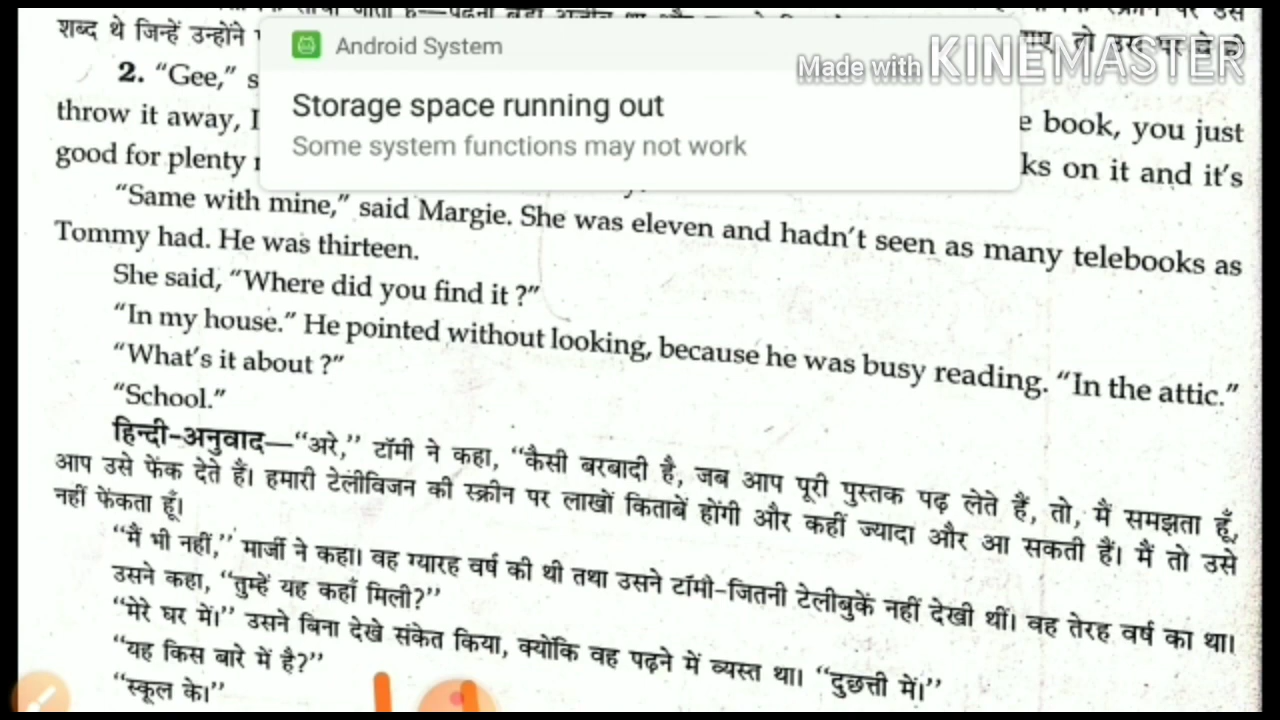 शब्द थे जिन्हें उन्होंने
Android System
Made with KINEMASTER
Storage space running out
Some system functions may not work
2. “Gee,” s
e book, you just
throw it away, I
ks on it and it’s
good for plenty
“Same with mine,” said Margie. She was eleven and hadn’t seen as many telebooks as
Tommy had. He was thirteen.
She said, “Where did you find it ?”
“In my house.” He pointed without looking, because he was busy reading. “In the attic.”
“What’s it about ?”
“School.”
हिन्दी-अनुवाद—“अरे,” टॉमी ने कहा, “कैसी बरबादी है, जब आप पूरी पुस्तक पढ़ लेते हैं, तो, मैं समझता हूँ,
आप उसे फेंक देते हैं। हमारी टेलीविजन की स्क्रीन पर लाखों किताबें होंगी और कहीं ज्यादा और आ सकती हैं। मैं तो उसे
नहीं फेंकता हूँ।
“मैं भी नहीं,” मार्जी ने कहा। वह ग्यारह वर्ष की थी तथा उसने टॉमी-जितनी टेलीबुकें नहीं देखी थीं। वह तेरह वर्ष का था।
उसने कहा, “तुम्हें यह कहाँ मिली?”
“मेरे घर में।” उसने बिना देखे संकेत किया, क्योंकि वह पढ़ने में व्यस्त था। “दुछत्ती में।”
“यह किस बारे में है?”
“स्कूल के।”